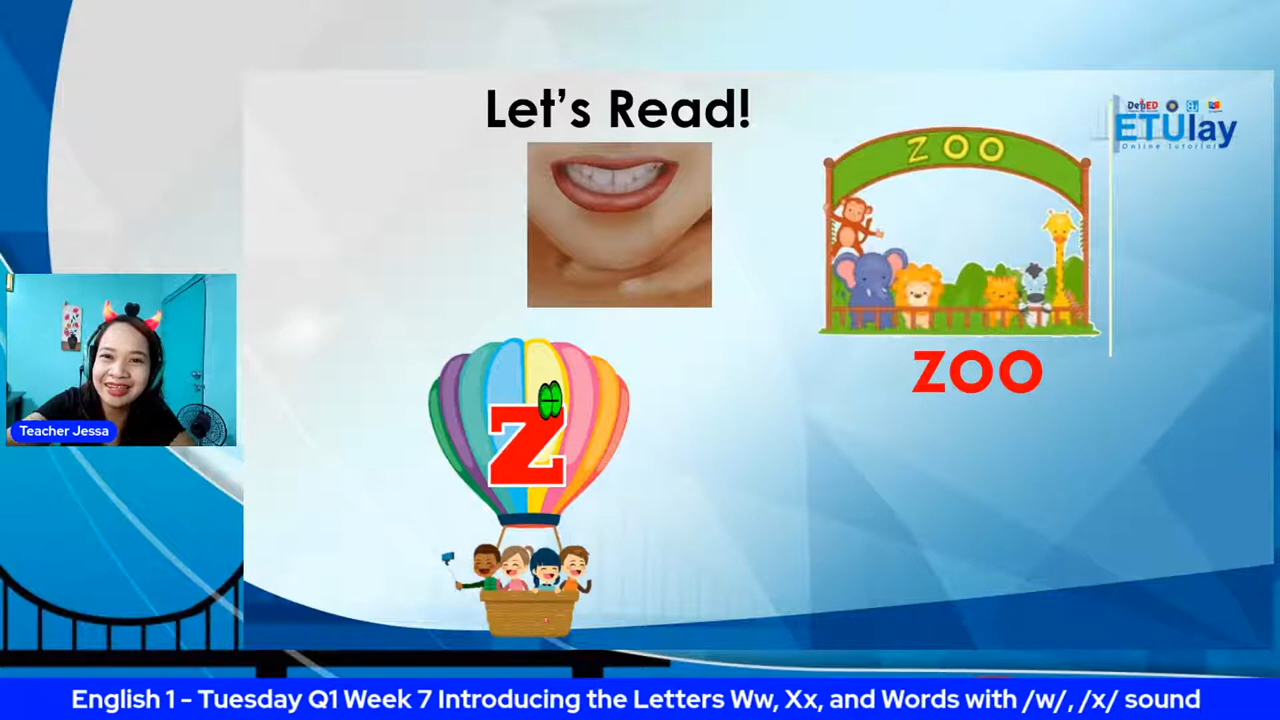 Let's Read!
DepED
ETUlay
Online Tutorial
ZOO
ZOO
Z
Teacher Jessa
English 1 - Tuesday Q1 Week 7 Introducing the Letters Ww, Xx, and Words with /w/, /x/ sound